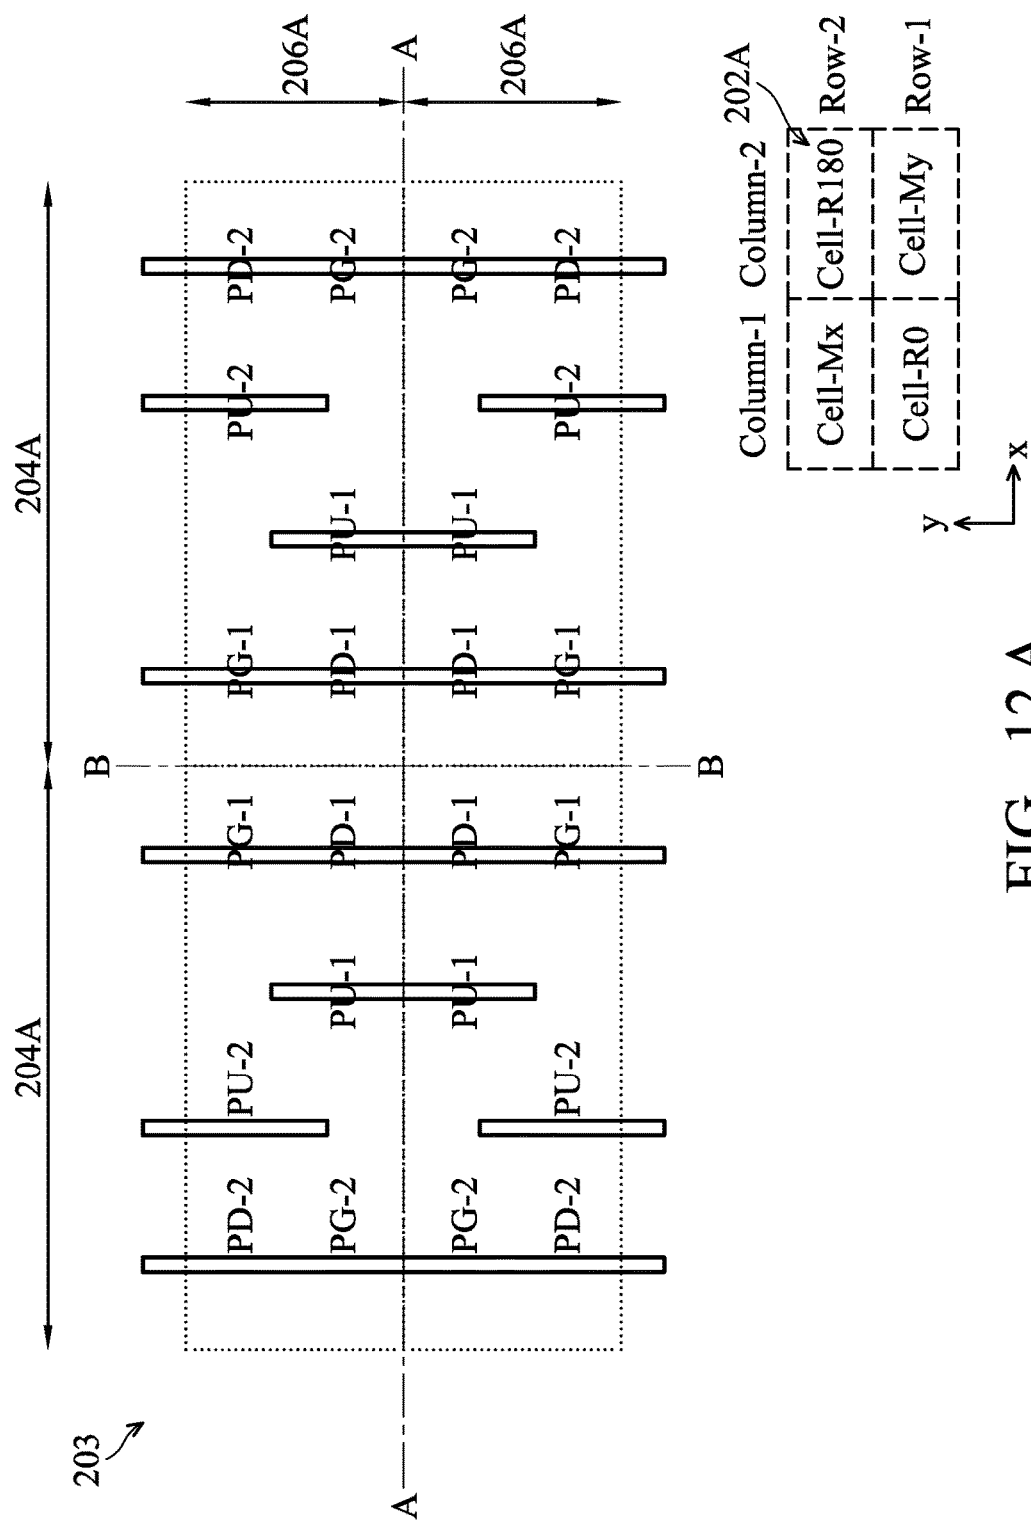 204A 204A
203
B
PD-2 PU-2 PG-1 PG-1 PU-2 PD-2
206A
PG-2 PU-1 PD-1 PD-1 PU-1 PG-2
A A
PG-2 PU-1 PD-1 PD-1 PU-1 PG-2
206A
PD-2 PU-2 PG-1 PG-1 PU-2 PD-2
B
202A
Column-1 Column-2
Cell-Mx Cell-R180 Row-2
Cell-R0 Cell-My Row-1
y
x
FIG. 12A